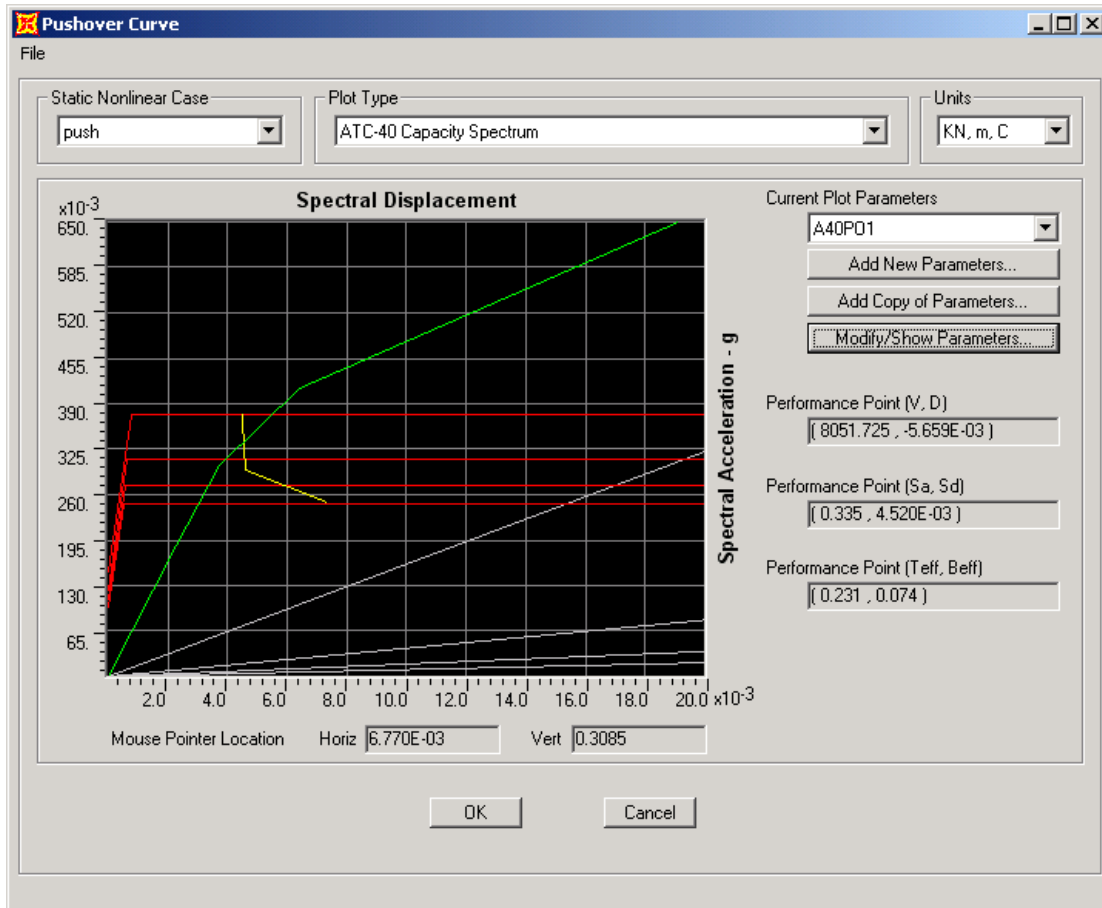 Pushover Curve
File
Static Nonlinear Case
push
Plot Type
ATC-40 Capacity Spectrum
Units
KN, m, C
Spectral Displacement
x10-3
650.
585.
520.
455.
390.
325.
260.
195.
130.
65.
2.0 4.0 6.0 8.0 10.0 12.0 14.0 16.0 18.0 20.0 x10-3
Spectral Acceleration - g
Mouse Pointer Location Horiz 6.770E-03 Vert 0.3085
Current Plot Parameters
A40PO1
Add New Parameters...
Add Copy of Parameters...
Modify/Show Parameters...
Performance Point (V, D)
( 8051.725 , -5.659E-03 )
Performance Point (Sa, Sd)
( 0.335 , 4.520E-03 )
Performance Point (Teff, Beff)
( 0.231 , 0.074 )
OK
Cancel